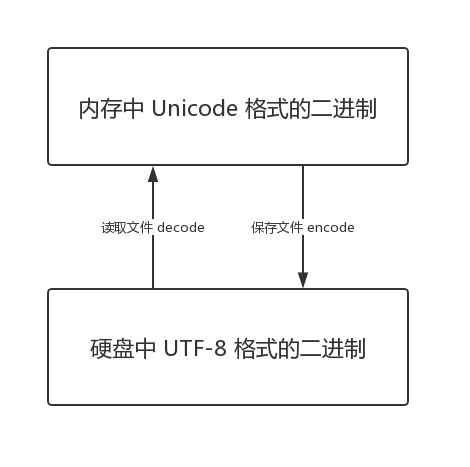 内存中 Unicode 格式的二进制
读取文件 decode
保存文件 encode
硬盘中 UTF-8 格式的二进制